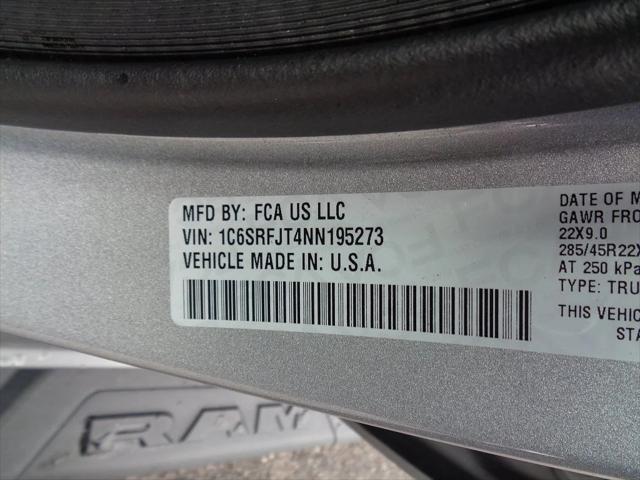 MFD BY: FCA US LLC
VIN: 1C6SRFJT4NN195273
VEHICLE MADE IN: U.S.A.
DATE OF M
GAWR FRO
22X9.0
285/45R22X
AT 250 kPa
TYPE: TRU
THIS VEHIC
STA
RAM